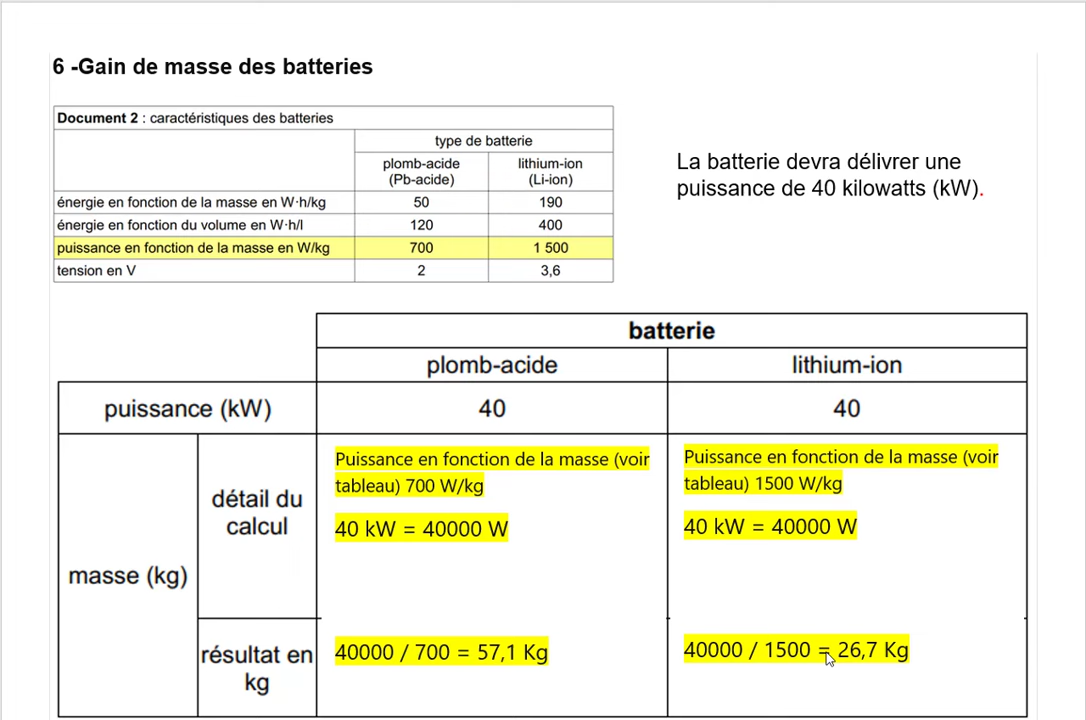 6 -Gain de masse des batteries
Document 2 : caractéristiques des batteries
type de batterie
plomb-acide
(Pb-acide)
lithium-ion
(Li-ion)
énergie en fonction de la masse en W·h/kg 50 190
énergie en fonction du volume en W·h/l 120 400
puissance en fonction de la masse en W/kg 700 1 500
tension en V 2 3,6
La batterie devra délivrer une
puissance de 40 kilowatts (kW).
batterie
plomb-acide lithium-ion
puissance (kW) 40 40
masse (kg)
détail du
calcul
Puissance en fonction de la masse (voir
tableau) 700 W/kg
40 kW = 40000 W
Puissance en fonction de la masse (voir
tableau) 1500 W/kg
40 kW = 40000 W
résultat en
kg
40000 / 700 = 57,1 Kg
40000 / 1500 = 26,7 Kg